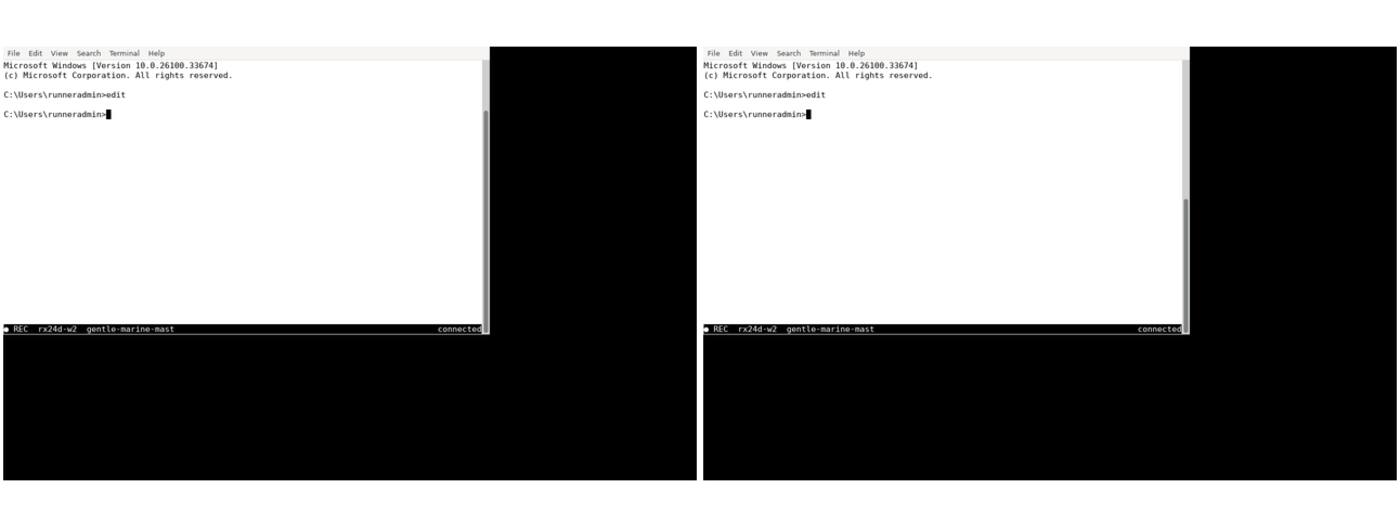 File Edit View Search Terminal Help
Microsoft Windows [Version 10.0.26100.33674]
(c) Microsoft Corporation. All rights reserved.
C:\Users\runneradmin>edit
C:\Users\runneradmin>
● REC rx24d-w2 gentle-marine-mast connected
File Edit View Search Terminal Help
Microsoft Windows [Version 10.0.26100.33674]
(c) Microsoft Corporation. All rights reserved.
C:\Users\runneradmin>edit
C:\Users\runneradmin>
● REC rx24d-w2 gentle-marine-mast connected